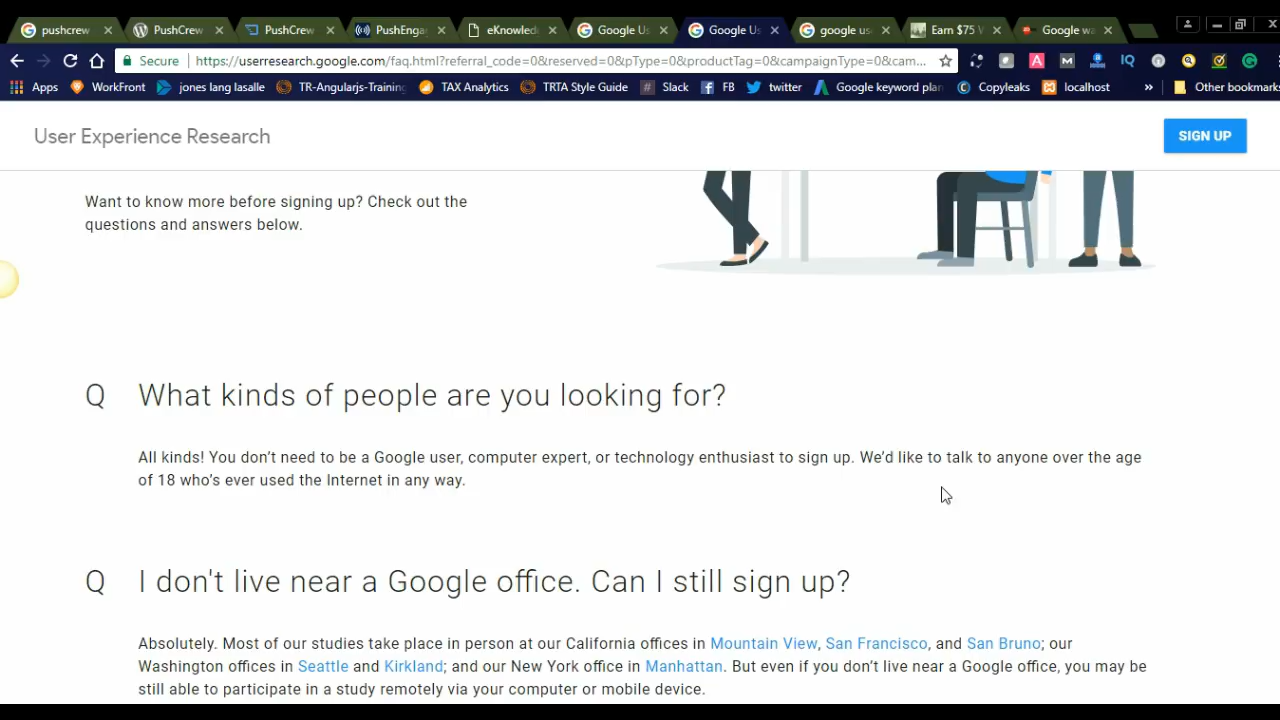 pushcrew
PushCrew
PushCrew
PushEnga
eKnowled
Google Us
Google Us
google us
Earn $75 V
Google wa
Secure
https://userresearch.google.com/faq.html?referral_code=0&reserved=0&pType=0&productTag=0&campaignType=0&cam...
Apps
WorkFront
jones lang lasalle
TR-Angularjs-Training
TAX Analytics
TRTA Style Guide
Slack
FB
twitter
Google keyword plan
Copyleaks
localhost
»
Other bookmarks
User Experience Research
SIGN UP
Want to know more before signing up? Check out the
questions and answers below.
Q What kinds of people are you looking for?
All kinds! You don’t need to be a Google user, computer expert, or technology enthusiast to sign up. We’d like to talk to anyone over the age
of 18 who’s ever used the Internet in any way.
Q I don't live near a Google office. Can I still sign up?
Absolutely. Most of our studies take place in person at our California offices in Mountain View, San Francisco, and San Bruno; our
Washington offices in Seattle and Kirkland; and our New York office in Manhattan. But even if you don’t live near a Google office, you may be
still able to participate in a study remotely via your computer or mobile device.